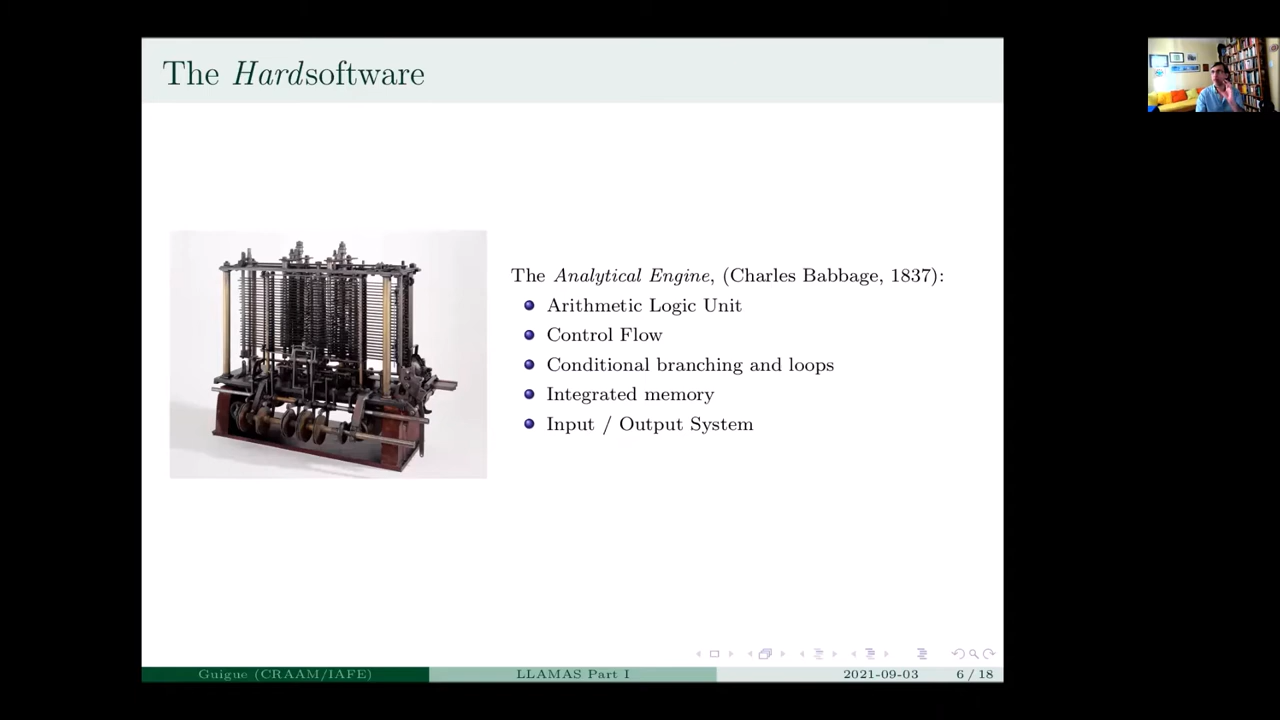 The Hardsoftware
The Analytical Engine, (Charles Babbage, 1837):
Arithmetic Logic Unit
Control Flow
Conditional branching and loops
Integrated memory
Input / Output System
Guigue (CRAAM/IAFE)
LLAMAS Part I
2021-09-03
6 / 18